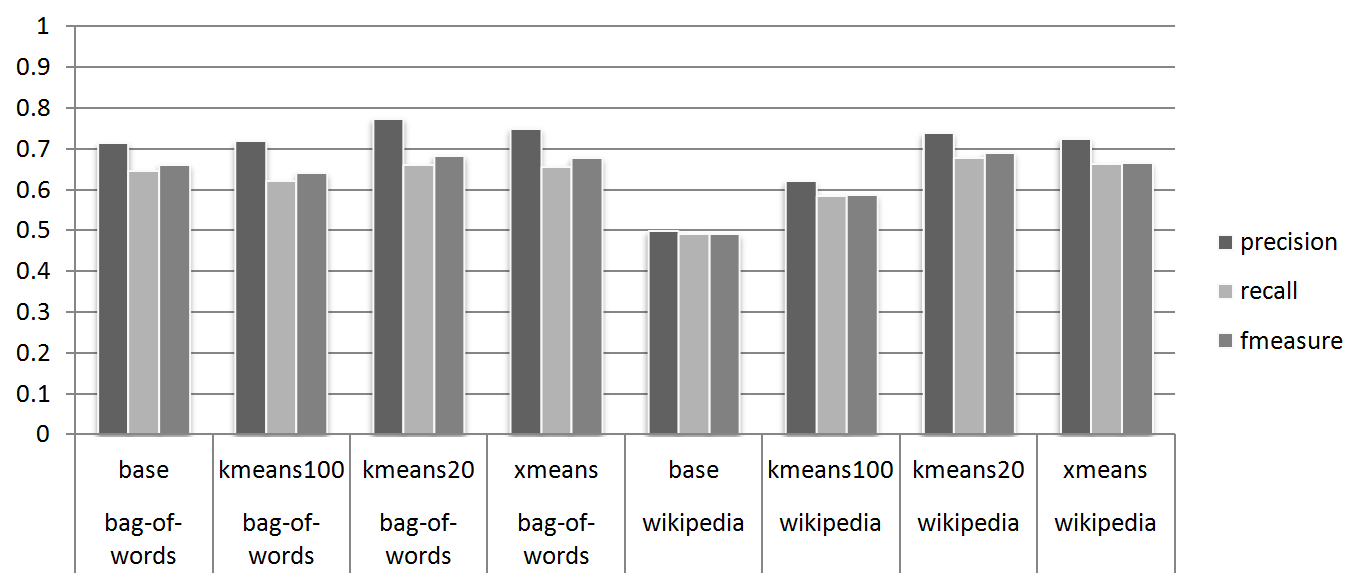 1
0.9
0.8
0.7
0.6
0.5
0.4
0.3
0.2
0.1
0
precision
recall
fmeasure
base kmeans100 kmeans20 xmeans base kmeans100 kmeans20 xmeans
bag-of- bag-of- bag-of- bag-of- wikipedia wikipedia wikipedia wikipedia
words words words words